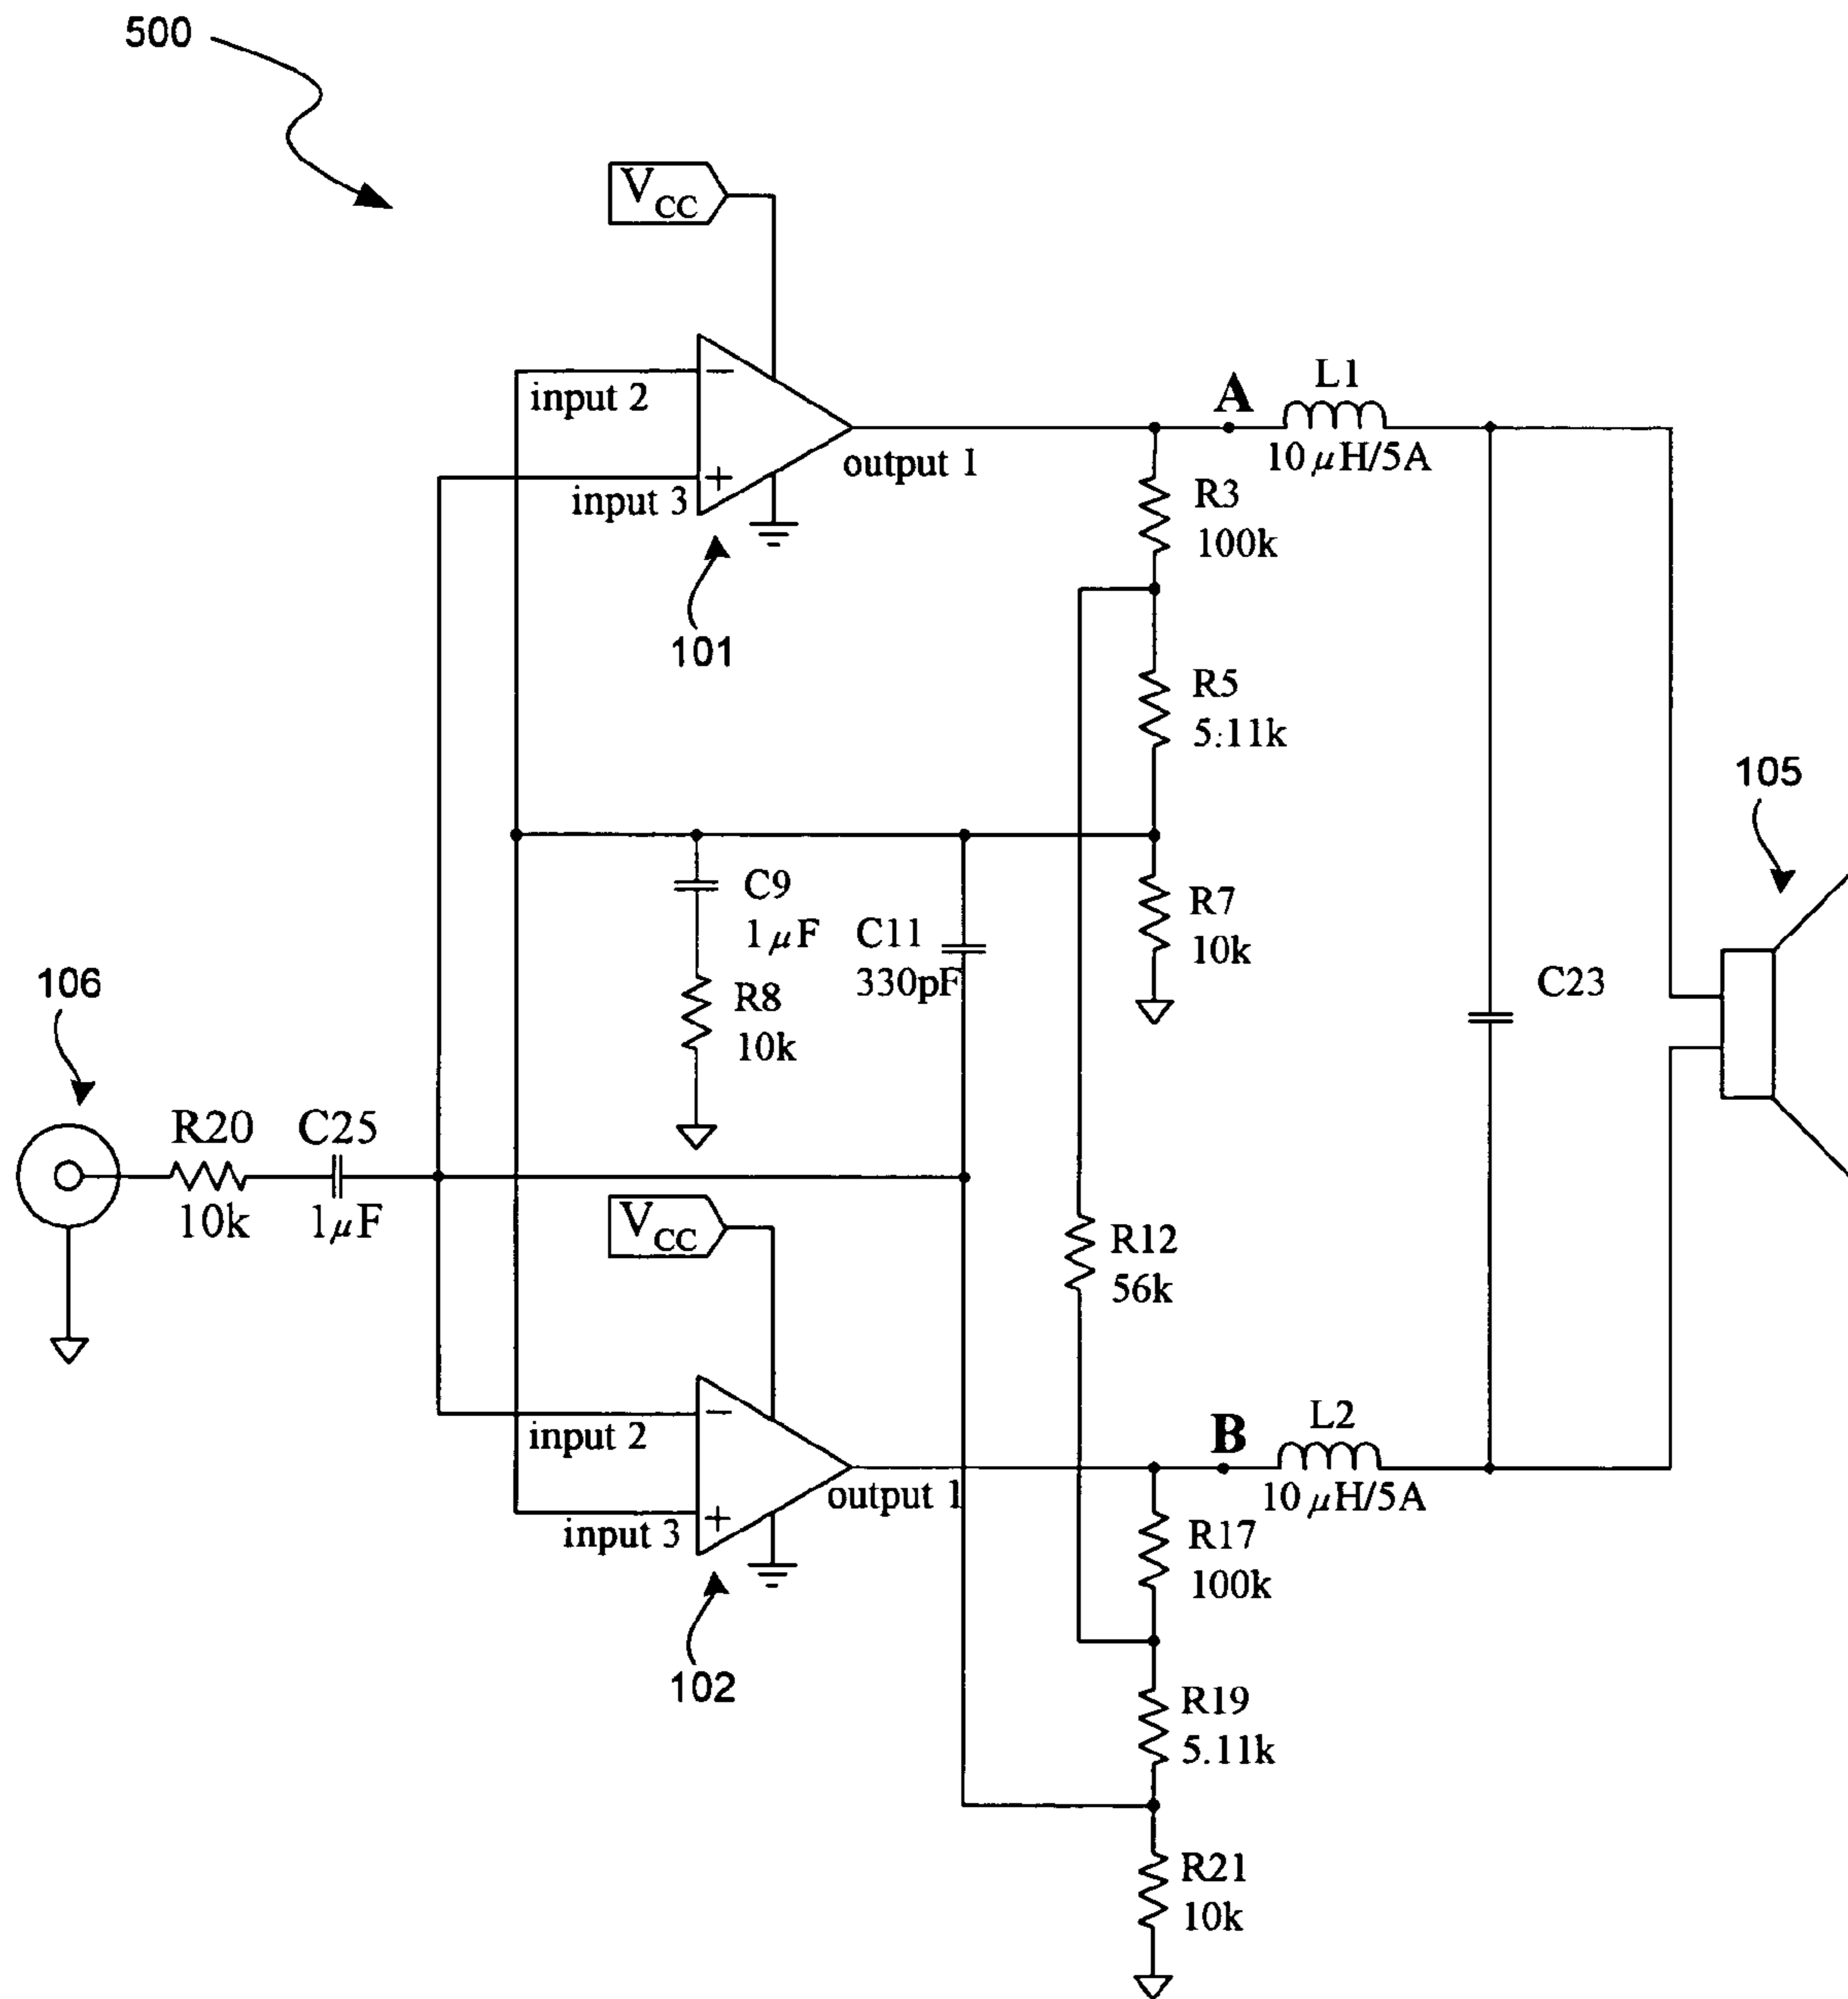 500
V CC
input 2
input 3
output 1
101
A
L1
10μH/5A
R3
100k
R5
5.11k
105
C9
1μF
C11
330pF
R7
10k
R8
10k
C23
106
R20
10k
C25
1μF
V CC
R12
56k
input 2
input 3
output 1
102
B
L2
10μH/5A
R17
100k
R19
5.11k
R21
10k